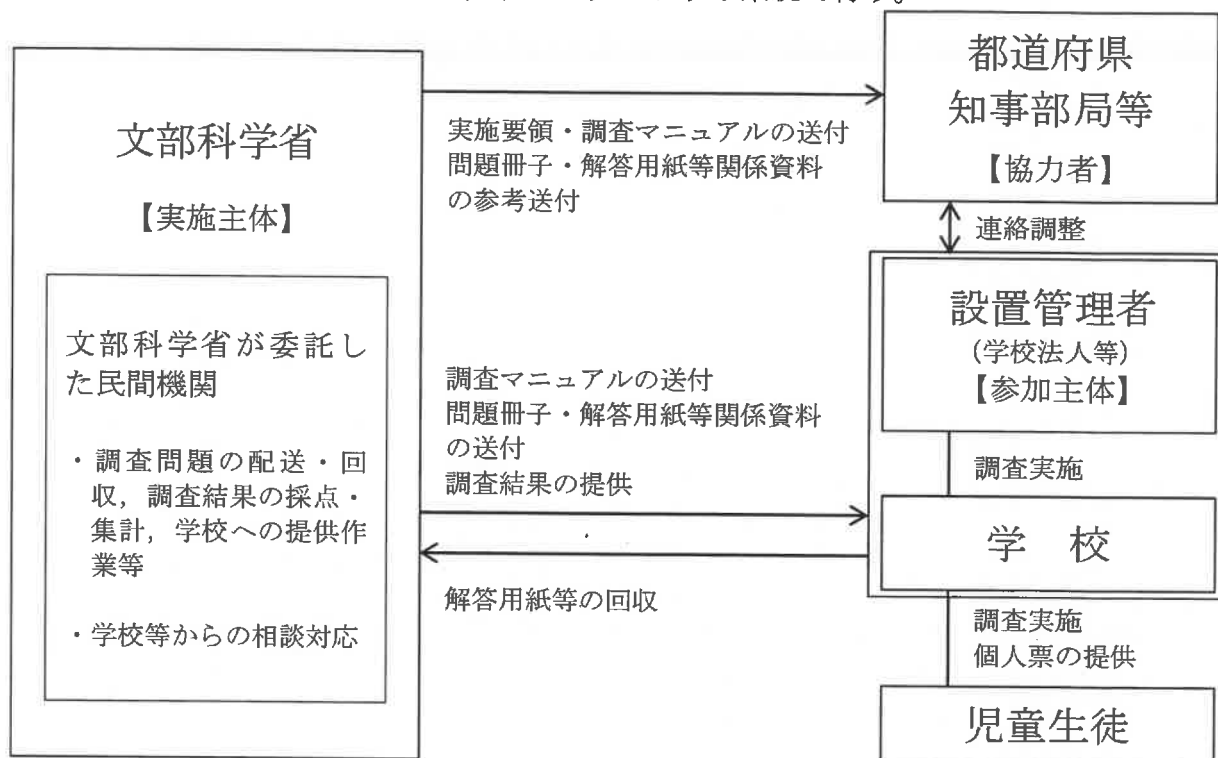 文部科学省
【実施主体】
文部科学省が委託し
た民間機関
・調査問題の配送・回
収，調査結果の採点・
集計，学校への提供作
業等
・学校等からの相談対応
実施要領・調査マニュアルの送付
問題冊子・解答用紙等関係資料
の参考送付
調査マニュアルの送付
問題冊子・解答用紙等関係資料
の送付
調査結果の提供
解答用紙等の回収
都道府県
知事部局等
【協力者】
連絡調整
設置管理者
(学校法人等)
【参加主体】
調査実施
学　校
調査実施
個人票の提供
児童生徒